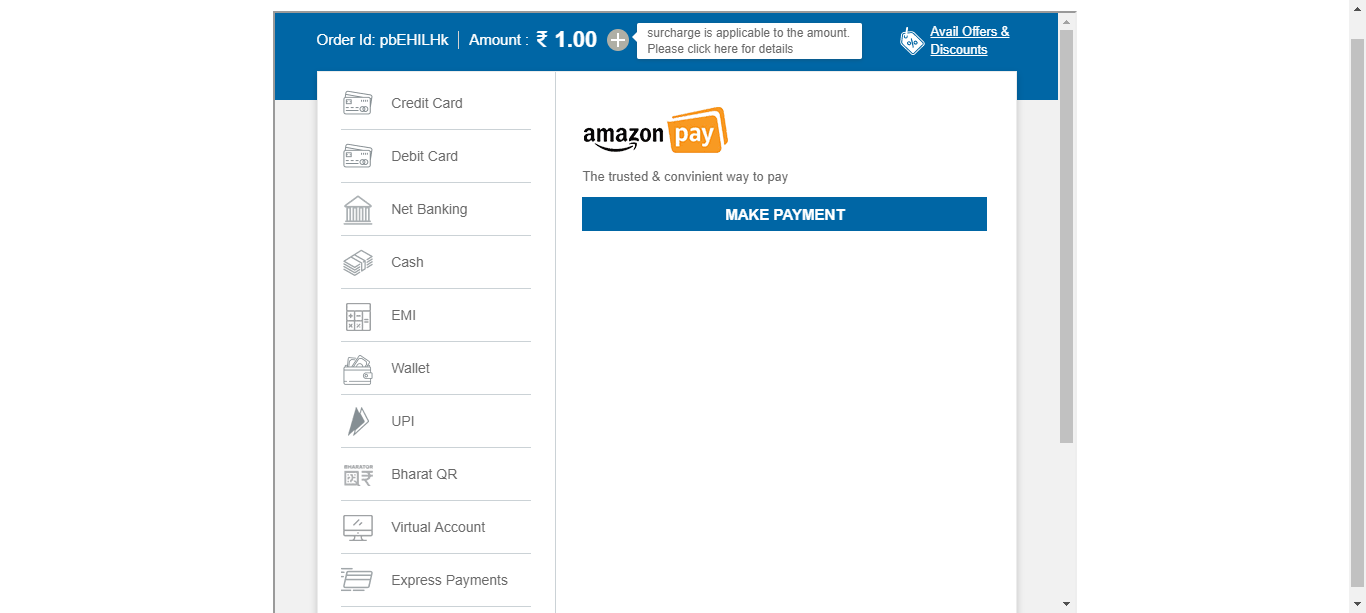 Order Id: pbEHILHk
Amount : ₹ 1.00
surcharge is applicable to the amount.
Please click here for details
Avail Offers &
Discounts
Credit Card
Debit Card
Net Banking
Cash
EMI
Wallet
UPI
BHARATQR
Bharat QR
Virtual Account
Express Payments
amazon pay
The trusted & convinient way to pay
MAKE PAYMENT